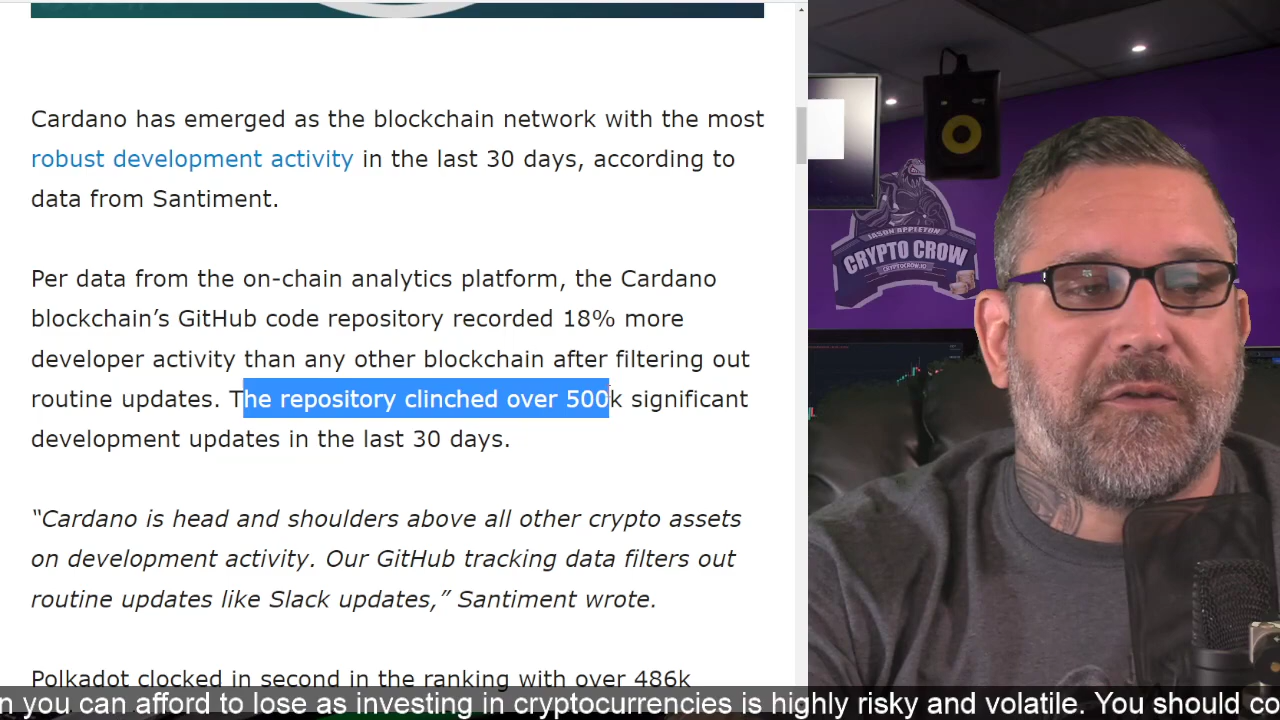 Cardano has emerged as the blockchain network with the most
robust development activity in the last 30 days, according to
data from Santiment.
Per data from the on-chain analytics platform, the Cardano
blockchain’s GitHub code repository recorded 18% more
developer activity than any other blockchain after filtering out
routine updates. The repository clinched over 500k significant
development updates in the last 30 days.
“Cardano is head and shoulders above all other crypto assets
on development activity. Our GitHub tracking data filters out
routine updates like Slack updates,” Santiment wrote.
Polkadot clocked in second in the ranking with over 486k
JASON APPLETON
CRYPTO CROW
CRYPTOCROW.IO
n you can afford to lose as investing in cryptocurrencies is highly risky and volatile. You should co